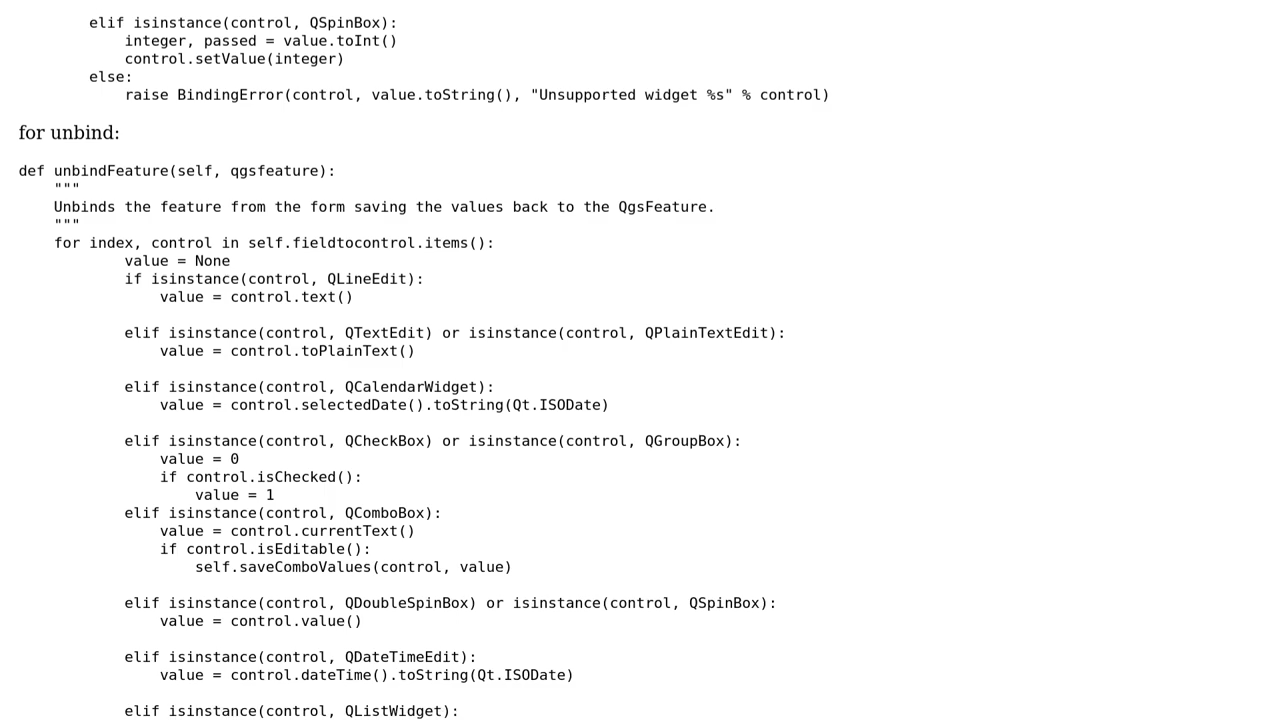 elif isinstance(control, QSpinBox):
            integer, passed = value.toInt()
            control.setValue(integer)
        else:
            raise BindingError(control, value.toString(), "Unsupported widget %s" % control)
for unbind:
def unbindFeature(self, qgsfeature):
    """
    Unbinds the feature from the form saving the values back to the QgsFeature.
    """
    for index, control in self.fieldtocontrol.items():
            value = None
            if isinstance(control, QLineEdit):
                value = control.text()
            elif isinstance(control, QTextEdit) or isinstance(control, QPlainTextEdit):
                value = control.toPlainText()
            elif isinstance(control, QCalendarWidget):
                value = control.selectedDate().toString(Qt.ISODate)
            elif isinstance(control, QCheckBox) or isinstance(control, QGroupBox):
                value = 0
                if control.isChecked():
                    value = 1
            elif isinstance(control, QComboBox):
                value = control.currentText()
                if control.isEditable():
                    self.saveComboValues(control, value)
            elif isinstance(control, QDoubleSpinBox) or isinstance(control, QSpinBox):
                value = control.value()
            elif isinstance(control, QDateTimeEdit):
                value = control.dateTime().toString(Qt.ISODate)
            elif isinstance(control, QListWidget):